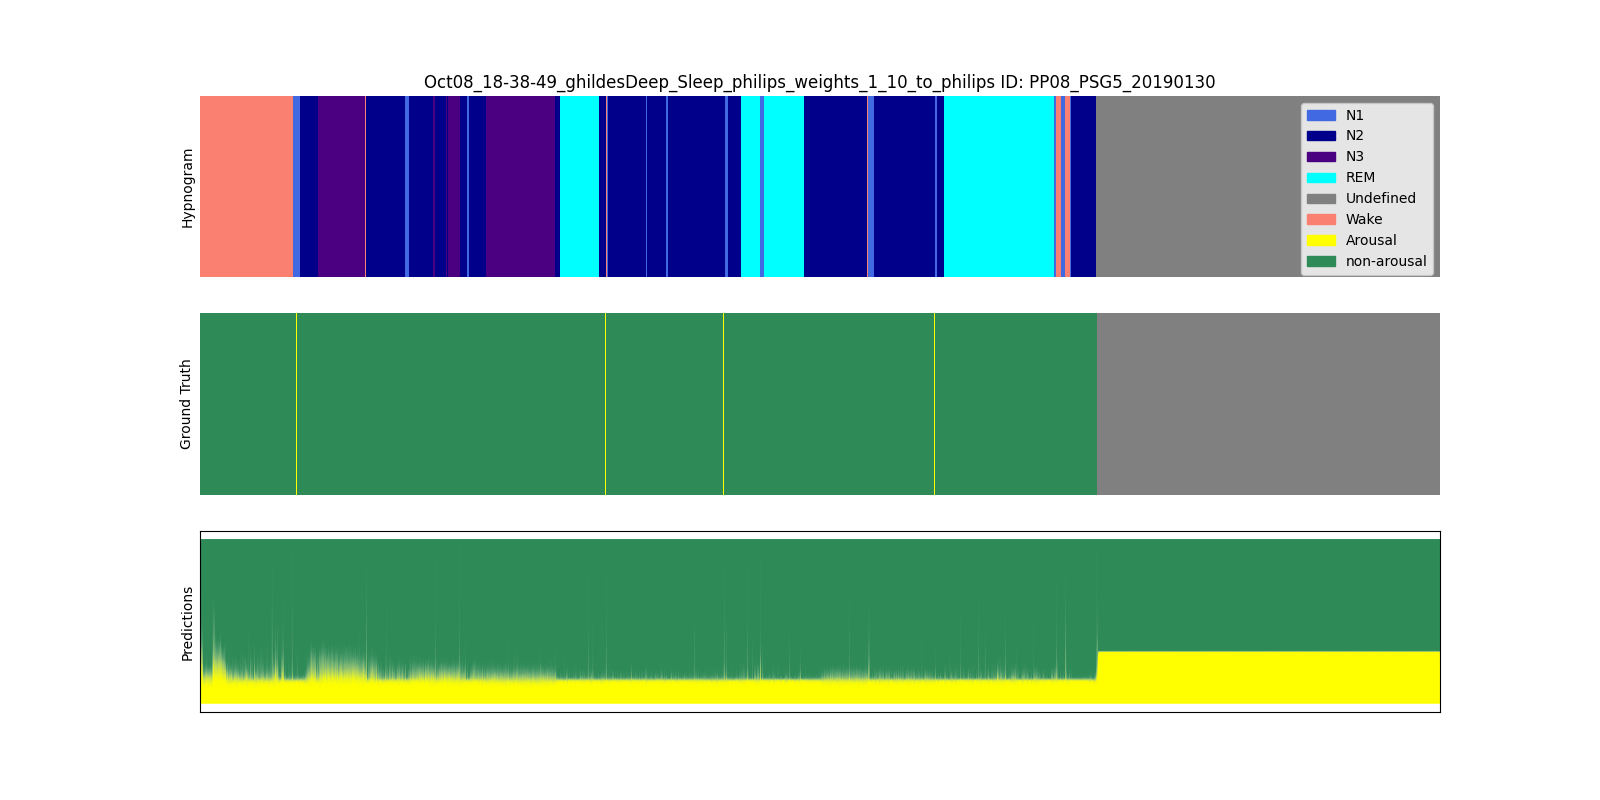 Oct08_18-38-49_ghildesDeep_Sleep_philips_weights_1_10_to_philips ID: PP08_PSG5_20190130
Hypnogram
N1
N2
N3
REM
Undefined
Wake
Arousal
non-arousal
Ground Truth
Predictions